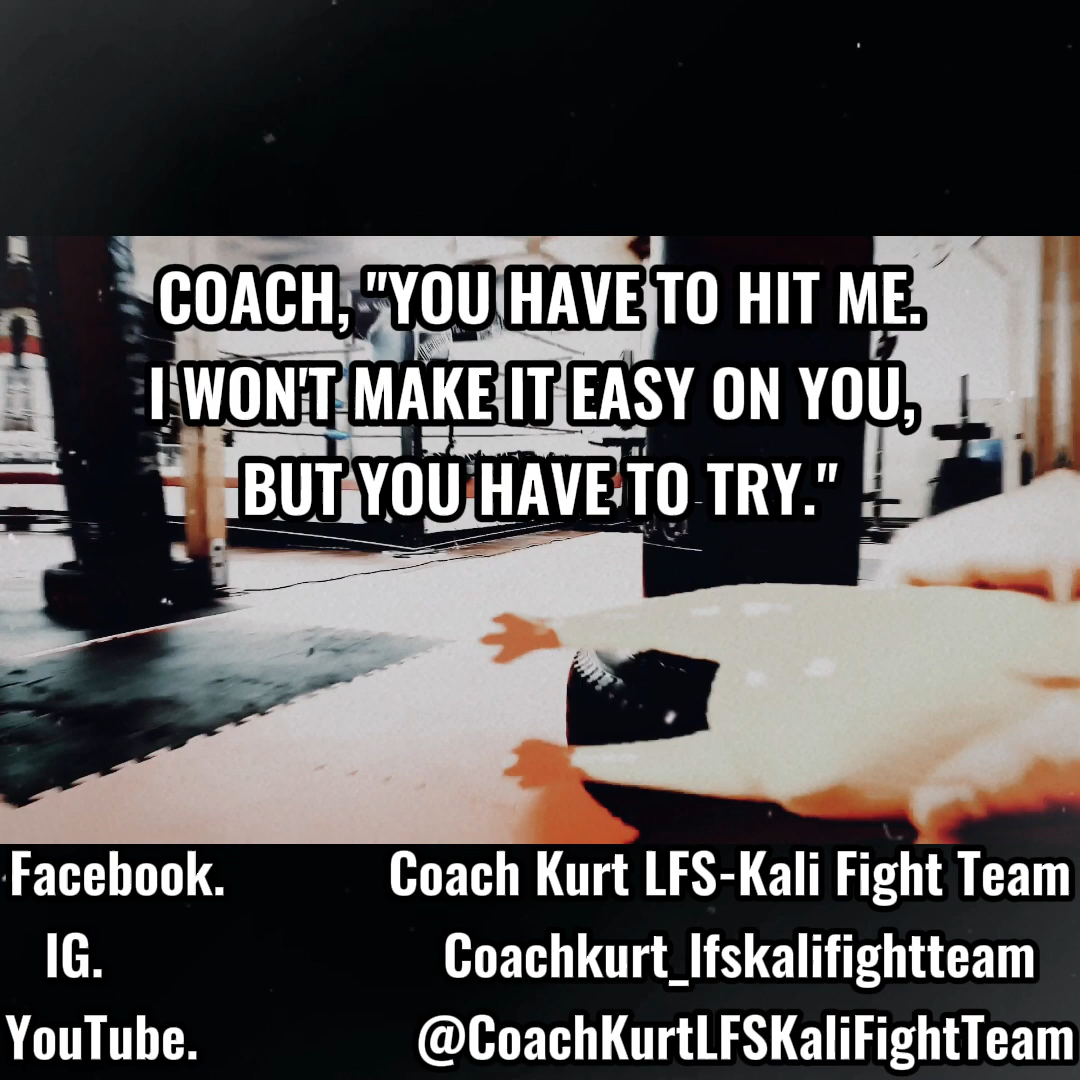 COACH, "YOU HAVE TO HIT ME.
I WON'T MAKE IT EASY ON YOU,
BUT YOU HAVE TO TRY."
Facebook. Coach Kurt LFS-Kali Fight Team
IG. Coachkurt_lfskalifightteam
YouTube. @CoachKurtLFSKaliFightTeam